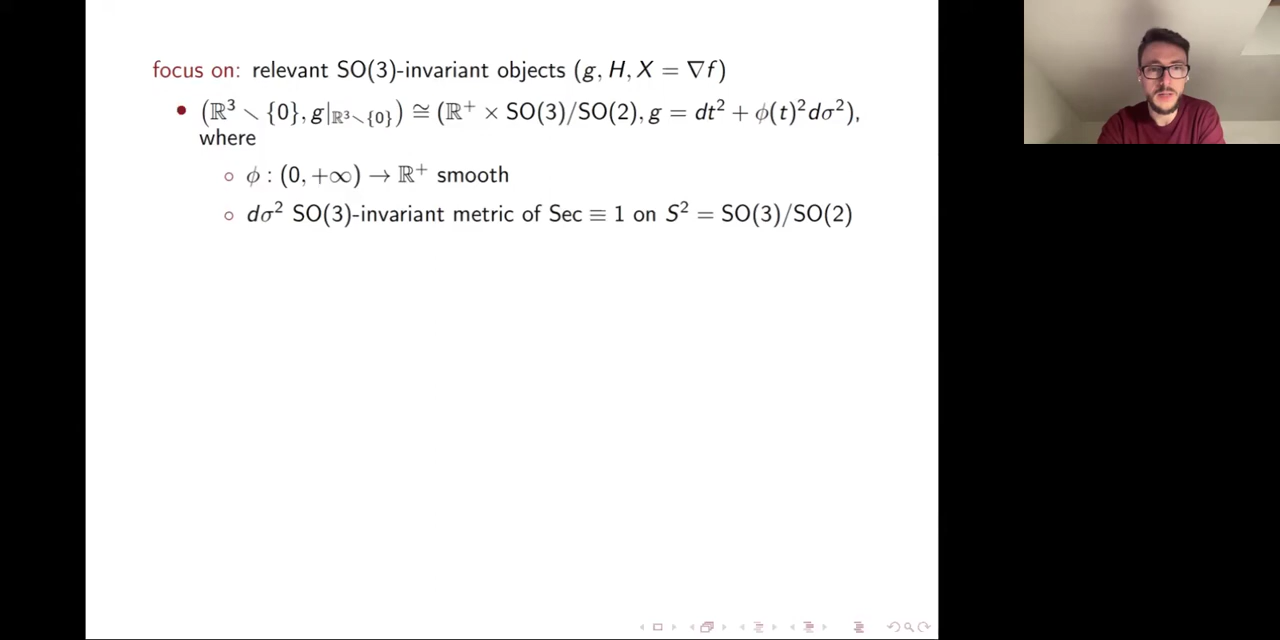 focus on: relevant SO(3)-invariant objects (g, H, X = ∇f)
• (ℝ³ ∖ {0}, g|ℝ³∖{0}) ≅ (ℝ⁺ × SO(3)/SO(2), g = dt² + ϕ(t)²dσ²),
where
∘ ϕ : (0, +∞) → ℝ⁺ smooth
∘ dσ² SO(3)-invariant metric of Sec ≡ 1 on S² = SO(3)/SO(2)